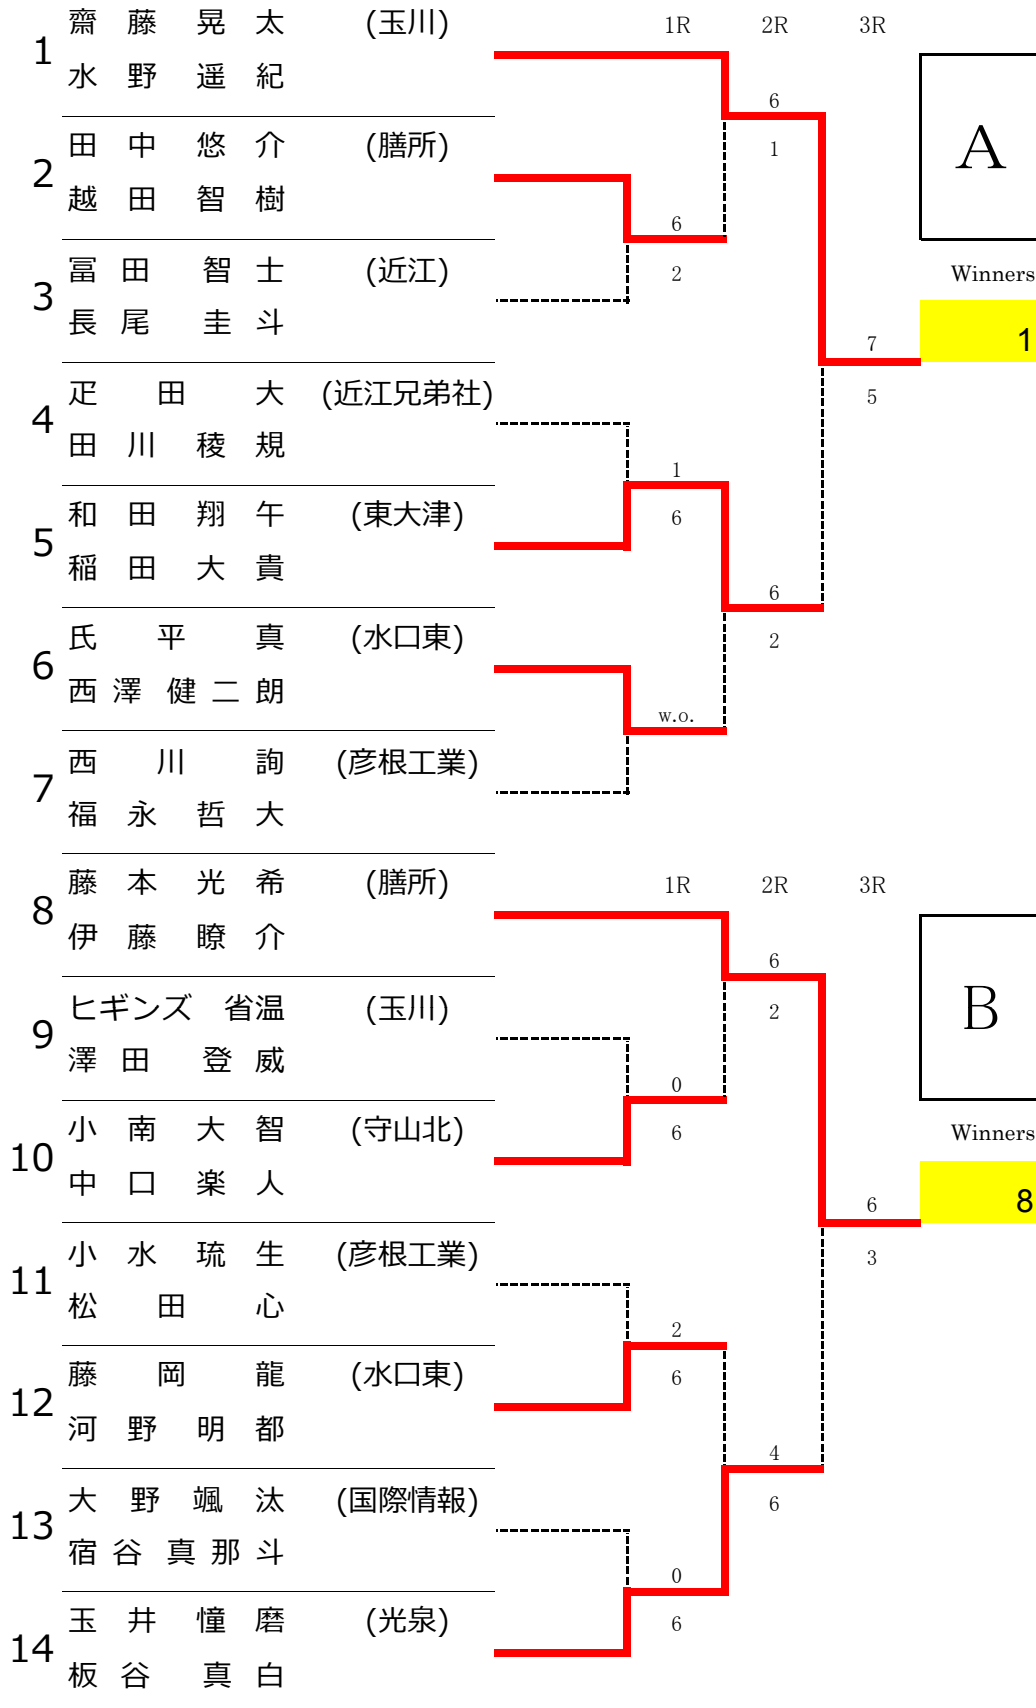 齋藤晃太 (玉川) 1R 2R 3R
1
水野遥紀
A
6
1
田中悠介 (膳所)
2
越田智樹
6
2
冨田智士 (近江)
Winners
3
長尾圭斗
1
7
5
疋田大 (近江兄弟社)
4
田川稜規
1
6
和田翔午 (東大津)
5
稲田大貴
6
2
氏平真 (水口東)
6
西澤健二朗
w.o.
西川詢 (彦根工業)
7
福永哲大
藤本光希 (膳所) 1R 2R 3R
8
伊藤瞭介
B
6
2
ヒギンズ 省温 (玉川)
9
澤田登威
0
6
小南大智 (守山北)
Winners
10
中口楽人
8
6
3
小水琉生 (彦根工業)
11
松田心
2
6
藤岡龍 (水口東)
12
河野明都
4
6
大野颯汰 (国際情報)
13
宿谷真那斗
0
6
玉井憧磨 (光泉)
14
板谷真白